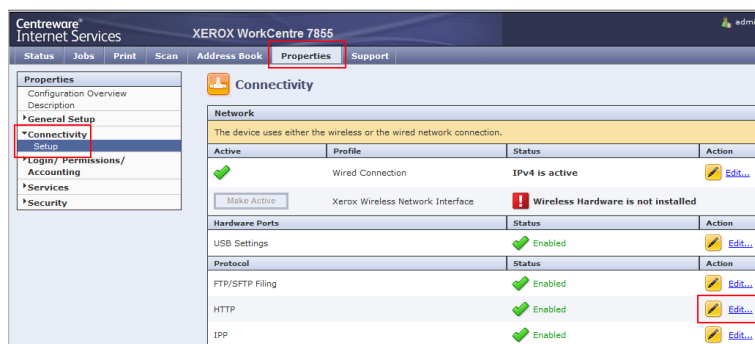 Centreware®
Internet Services
XEROX WorkCentre 7855
admi
Status Jobs Print Scan Address Book Properties Support
Properties
Configuration Overview
Description
General Setup
Connectivity
Setup
Login/ Permissions/
Accounting
Services
Security
Connectivity
Network
The device uses either the wireless or the wired network connection.
Active Profile Status Action
Wired Connection IPv4 is active Edit...
Make Active Xerox Wireless Network Interface Wireless Hardware is not installed
Hardware Ports Status Action
USB Settings Enabled Edit...
Protocol Status Action
FTP/SFTP Filing Enabled Edit...
HTTP Enabled Edit...
IPP Enabled Edit...